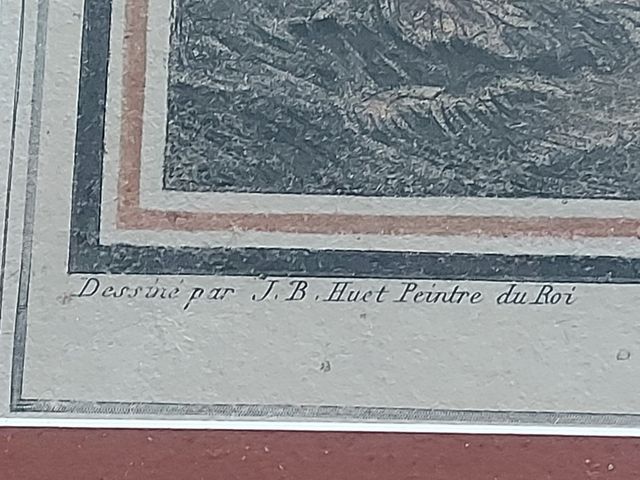 Dessiné par J. B. Huet Peintre du Roi